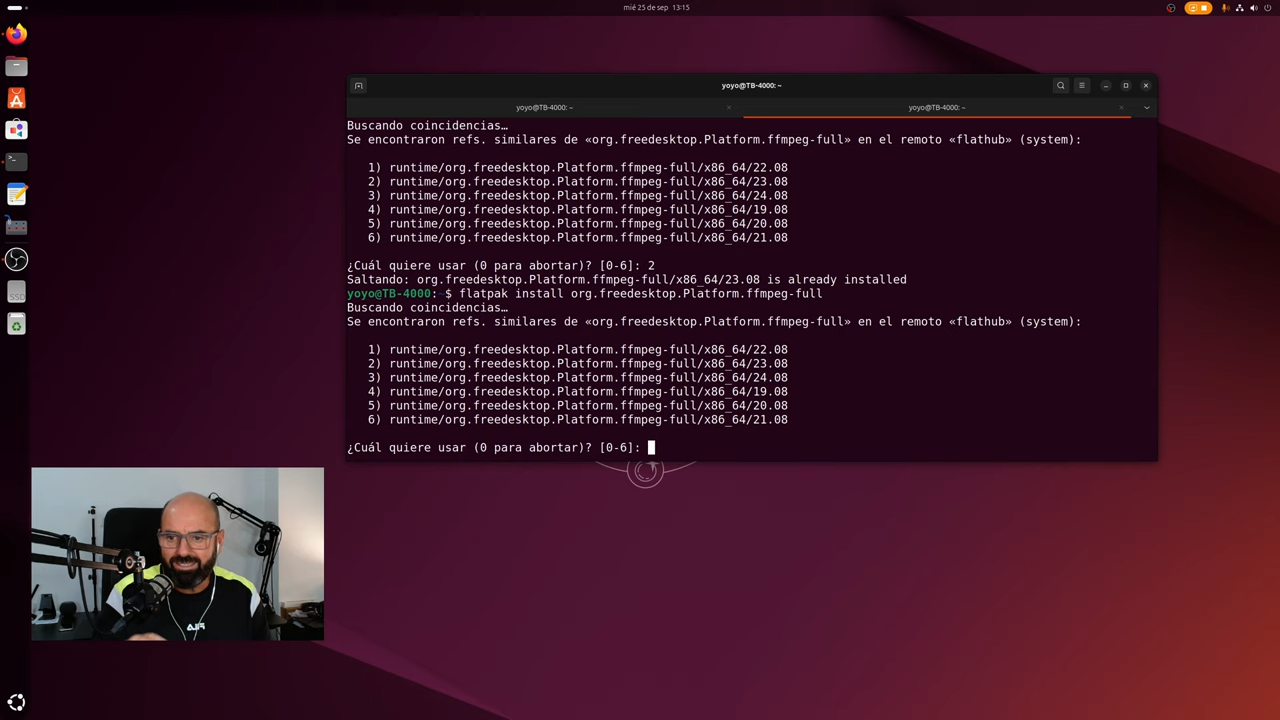 mié 25 de sep 13:15
yoyo@TB-4000: ~
yoyo@TB-4000: ~
yoyo@TB-4000: ~
Buscando coincidencias…
Se encontraron refs. similares de «org.freedesktop.Platform.ffmpeg-full» en el remoto «flathub» (system):
1) runtime/org.freedesktop.Platform.ffmpeg-full/x86_64/22.08
2) runtime/org.freedesktop.Platform.ffmpeg-full/x86_64/23.08
3) runtime/org.freedesktop.Platform.ffmpeg-full/x86_64/24.08
4) runtime/org.freedesktop.Platform.ffmpeg-full/x86_64/19.08
5) runtime/org.freedesktop.Platform.ffmpeg-full/x86_64/20.08
6) runtime/org.freedesktop.Platform.ffmpeg-full/x86_64/21.08
¿Cuál quiere usar (0 para abortar)? [0-6]: 2
Saltando: org.freedesktop.Platform.ffmpeg-full/x86_64/23.08 is already installed
yoyo@TB-4000:~$ flatpak install org.freedesktop.Platform.ffmpeg-full
Buscando coincidencias…
Se encontraron refs. similares de «org.freedesktop.Platform.ffmpeg-full» en el remoto «flathub» (system):
1) runtime/org.freedesktop.Platform.ffmpeg-full/x86_64/22.08
2) runtime/org.freedesktop.Platform.ffmpeg-full/x86_64/23.08
3) runtime/org.freedesktop.Platform.ffmpeg-full/x86_64/24.08
4) runtime/org.freedesktop.Platform.ffmpeg-full/x86_64/19.08
5) runtime/org.freedesktop.Platform.ffmpeg-full/x86_64/20.08
6) runtime/org.freedesktop.Platform.ffmpeg-full/x86_64/21.08
¿Cuál quiere usar (0 para abortar)? [0-6]:
SSD